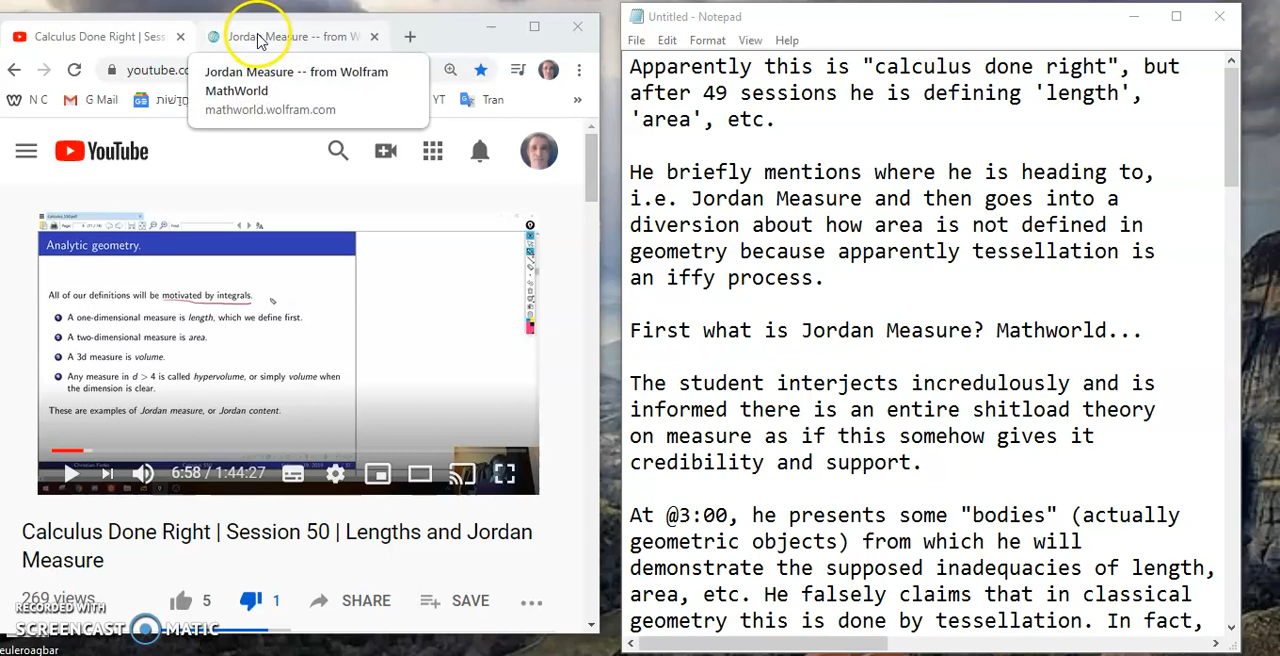 Calculus Done Right | Sess
Jordan Measure -- from W
youtube.cc
Jordan Measure -- from Wolfram
MathWorld
mathworld.wolfram.com
N C
G Mail
YT
Tran
YouTube
Analytic geometry.
All of our definitions will be motivated by integrals.
1 A one-dimensional measure is length, which we define first.
2 A two-dimensional measure is area.
3 A 3d measure is volume.
4 Any measure in d > 4 is called hypervolume, or simply volume when
the dimension is clear.
These are examples of Jordan measure, or Jordan content.
6:58 / 1:44:27
Calculus Done Right | Session 50 | Lengths and Jordan
Measure
269 views
5
1
SHARE
SAVE
RECORDED WITH
SCREENCAST MATIC
euleroagbar
Untitled - Notepad
File Edit Format View Help
Apparently this is "calculus done right", but
after 49 sessions he is defining 'length',
'area', etc.
He briefly mentions where he is heading to,
i.e. Jordan Measure and then goes into a
diversion about how area is not defined in
geometry because apparently tessellation is
an iffy process.
First what is Jordan Measure? Mathworld...
The student interjects incredulously and is
informed there is an entire shitload theory
on measure as if this somehow gives it
credibility and support.
At @3:00, he presents some "bodies" (actually
geometric objects) from which he will
demonstrate the supposed inadequacies of length,
area, etc. He falsely claims that in classical
geometry this is done by tessellation. In fact,